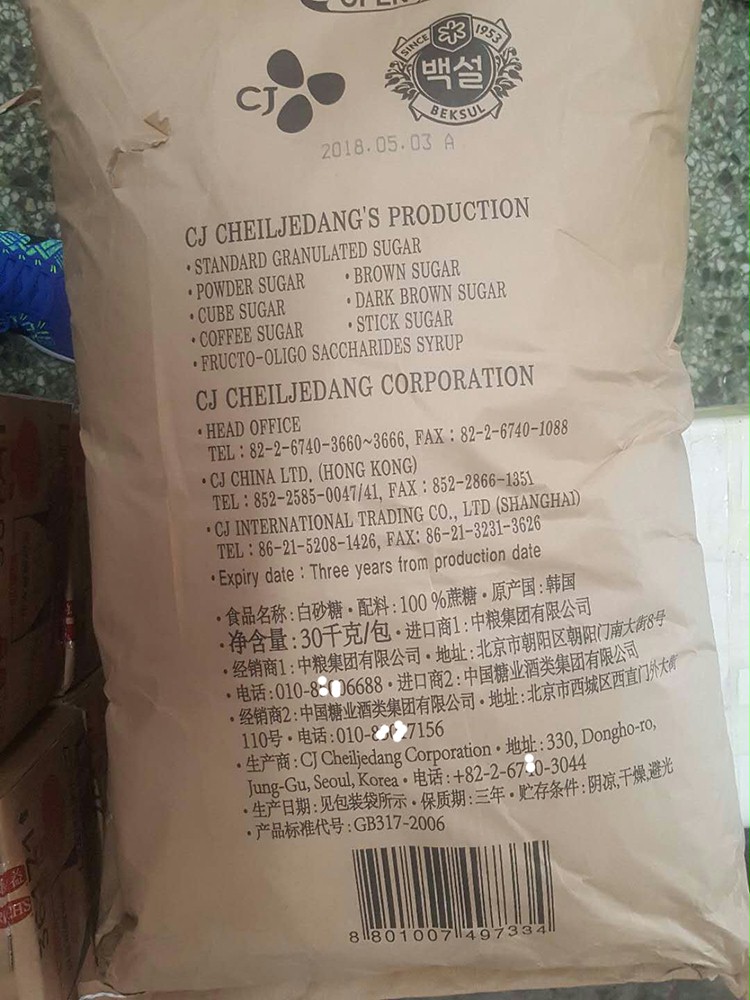 OPEN
CJ
SINCE 1953
백설
BEKSUL
2018.05.03 A
CJ CHEILJEDANG'S PRODUCTION
· STANDARD GRANULATED SUGAR
· POWDER SUGAR · BROWN SUGAR
· CUBE SUGAR · DARK BROWN SUGAR
· COFFEE SUGAR · STICK SUGAR
· FRUCTO-OLIGO SACCHARIDES SYRUP
CJ CHEILJEDANG CORPORATION
· HEAD OFFICE
TEL : 82-2-6740-3660~3666, FAX : 82-2-6740-1088
· CJ CHINA LTD. (HONG KONG)
TEL : 852-2585-0047/41, FAX : 852-2866-1351
· CJ INTERNATIONAL TRADING CO., LTD (SHANGHAI)
TEL : 86-21-5208-1426, FAX: 86-21-3231-3626
· Expiry date : Three years from production date
· 食品名称:白砂糖 · 配料:100 %蔗糖 · 原产国:韩国
· 净含量:30千克/包 · 进口商1:中粮集团有限公司
· 经销商1:中粮集团有限公司 · 地址:北京市朝阳区朝阳门南大街8号
· 电话:010-8 6688 · 进口商2:中国糖业酒类集团有限公司
· 经销商2:中国糖业酒类集团有限公司 · 地址:北京市西城区西直门外大街
110号 · 电话:010- 7156
· 生产商:CJ Cheiljedang Corporation · 地址:330, Dongho-ro,
Jung-Gu, Seoul, Korea · 电话:+82-2-67 0-3044
· 生产日期:见包装袋所示 · 保质期:三年 · 贮存条件:阴凉,干燥,避光
· 产品标准代号:GB317-2006
8 801007 497334